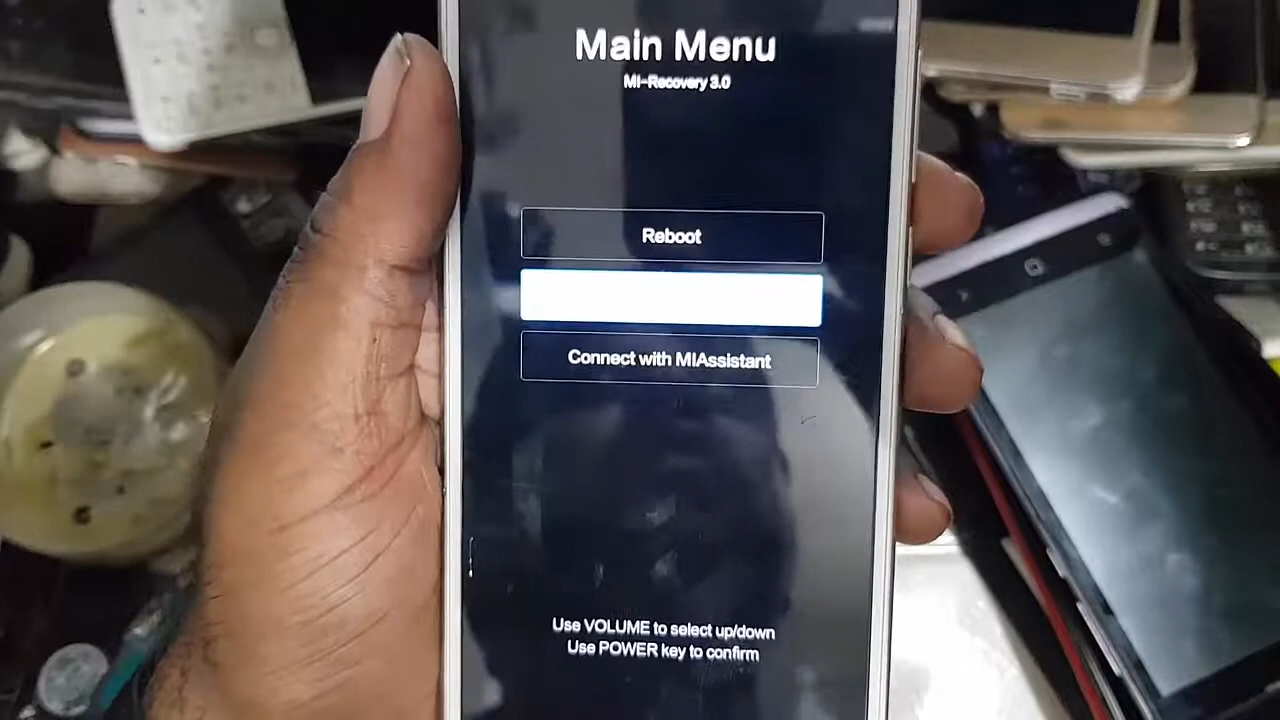 Main Menu
MI-Recovery 3.0
Reboot
Connect with MIAssistant
Use VOLUME to select up/down
Use POWER key to confirm